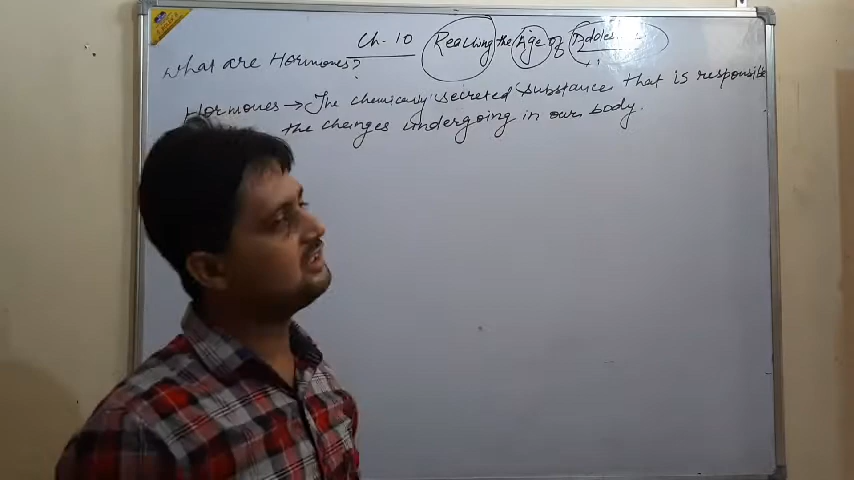 Ch. 10 Reaching the Age of
What are Hormones?
Hormones → The chemically secreted substance that is responsible
the changes undergoing in our body.